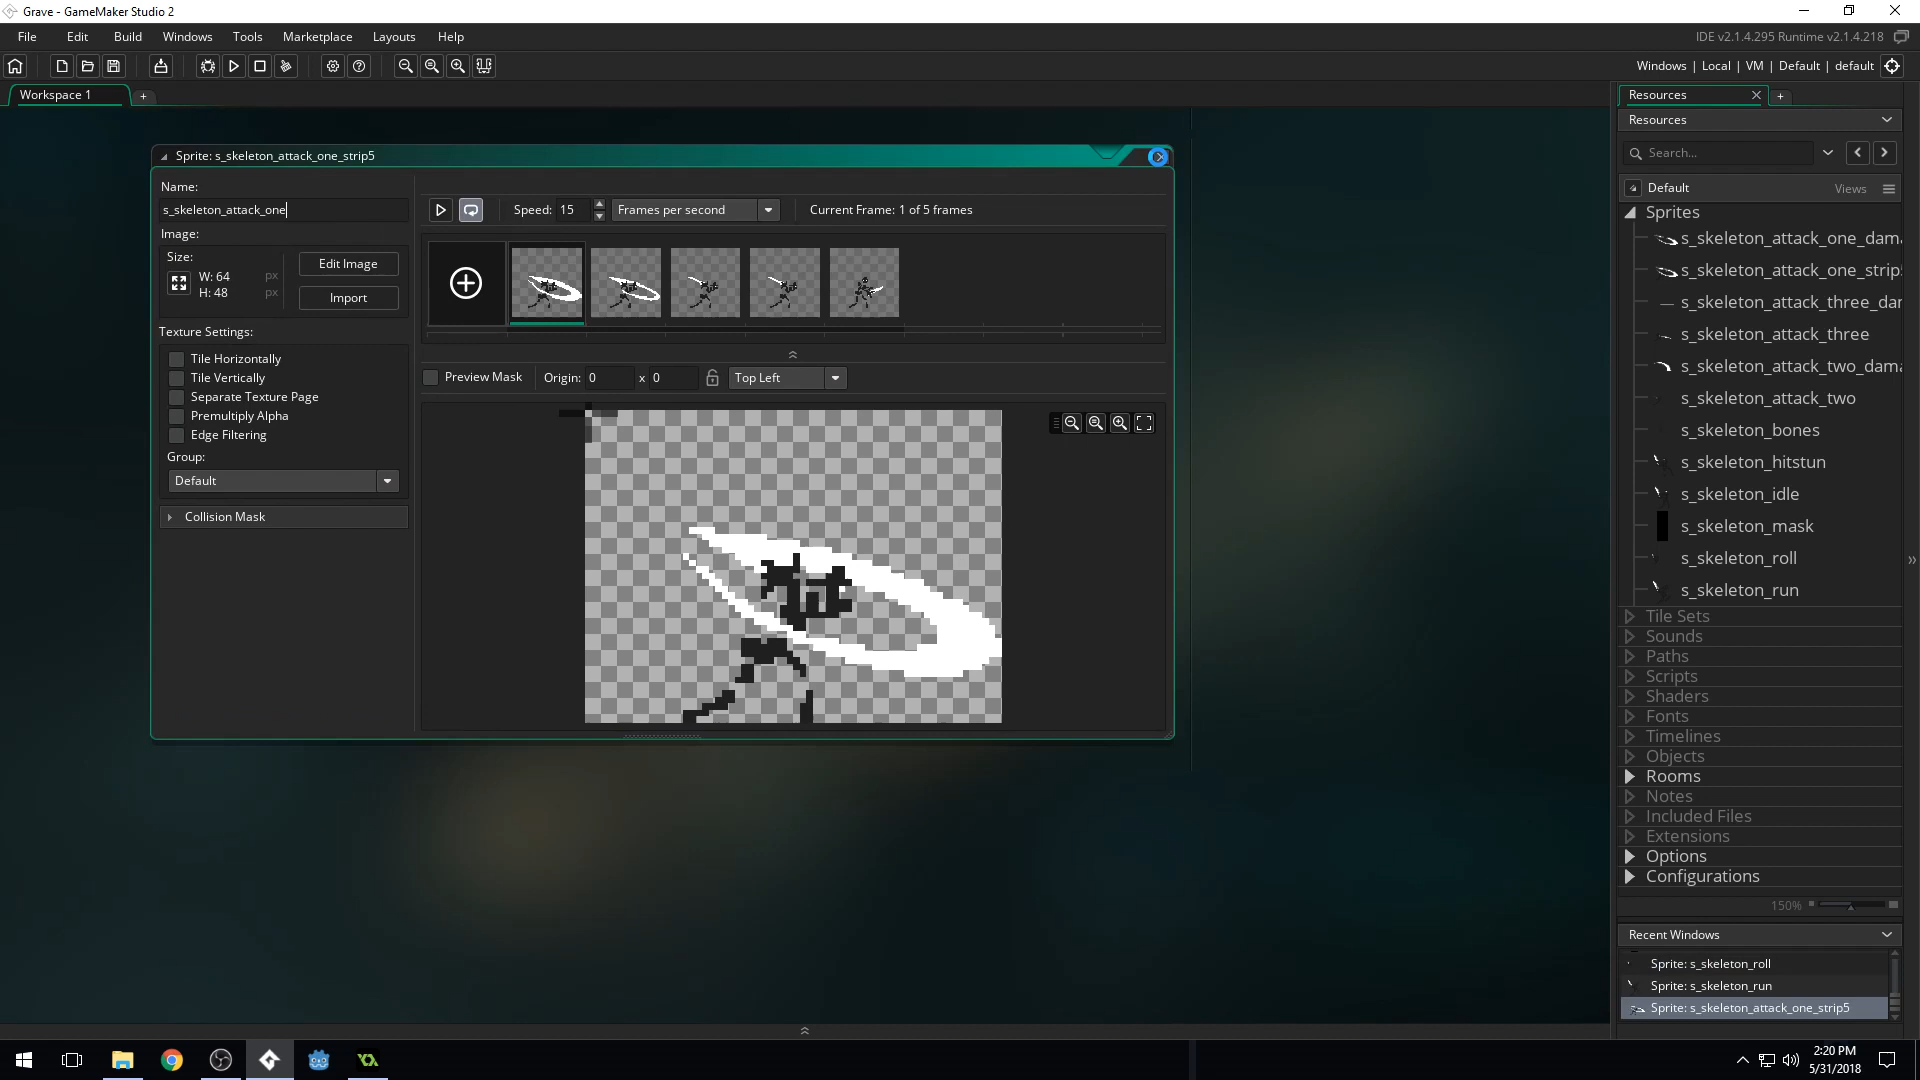 Grave - GameMaker Studio 2
File Edit Build Windows Tools Marketplace Layouts Help
IDE v2.1.4.295 Runtime v2.1.4.218
Windows | Local | VM | Default | default
Workspace 1
Sprite: s_skeleton_attack_one_strip5
Name:
s_skeleton_attack_one
Image:
Size:
W: 64 px
H: 48 px
Edit Image
Import
Texture Settings:
Tile Horizontally
Tile Vertically
Separate Texture Page
Premultiply Alpha
Edge Filtering
Group:
Default
Collision Mask
Speed: 15 Frames per second Current Frame: 1 of 5 frames
Preview Mask Origin: 0 x 0 Top Left
Resources
Resources
Search...
Default Views
Sprites
s_skeleton_attack_one_dam
s_skeleton_attack_one_strip
s_skeleton_attack_three_dar
s_skeleton_attack_three
s_skeleton_attack_two_dam
s_skeleton_attack_two
s_skeleton_bones
s_skeleton_hitstun
s_skeleton_idle
s_skeleton_mask
s_skeleton_roll
s_skeleton_run
Tile Sets
Sounds
Paths
Scripts
Shaders
Fonts
Timelines
Objects
Rooms
Notes
Included Files
Extensions
Options
Configurations
150%
Recent Windows
Sprite: s_skeleton_roll
Sprite: s_skeleton_run
Sprite: s_skeleton_attack_one_strip5
2:20 PM
5/31/2018